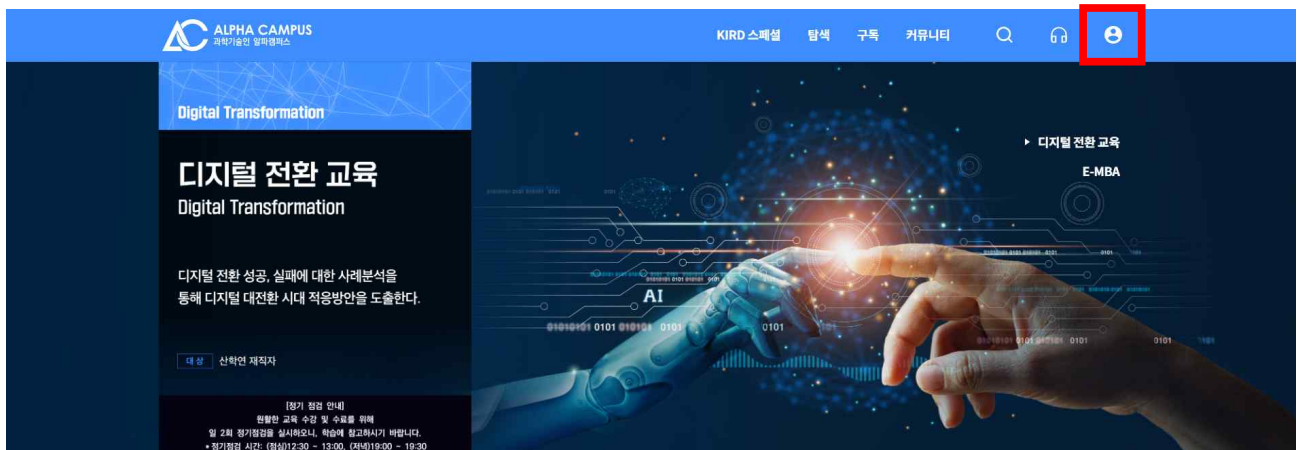 ALPHA CAMPUS
과학기술인 알파캠퍼스
KIRD 스페셜 탐색 구독 커뮤니티
Digital Transformation
디지털 전환 교육
Digital Transformation
디지털 전환 성공, 실패에 대한 사례분석을
통해 디지털 대전환 시대 적응방안을 도출한다.
대상 산학연 재직자
[정기 점검 안내]
원활한 교육 수강 및 수료를 위해
일 2회 정기점검을 실시하오니, 학습에 참고하시기 바랍니다.
• 정기점검 시간: (점심)12:30 ~ 13:00, (저녁)19:00 ~ 19:30
▶ 디지털 전환 교육
E-MBA
AI
01010101 0101 010101 0101
0101
0101
0101